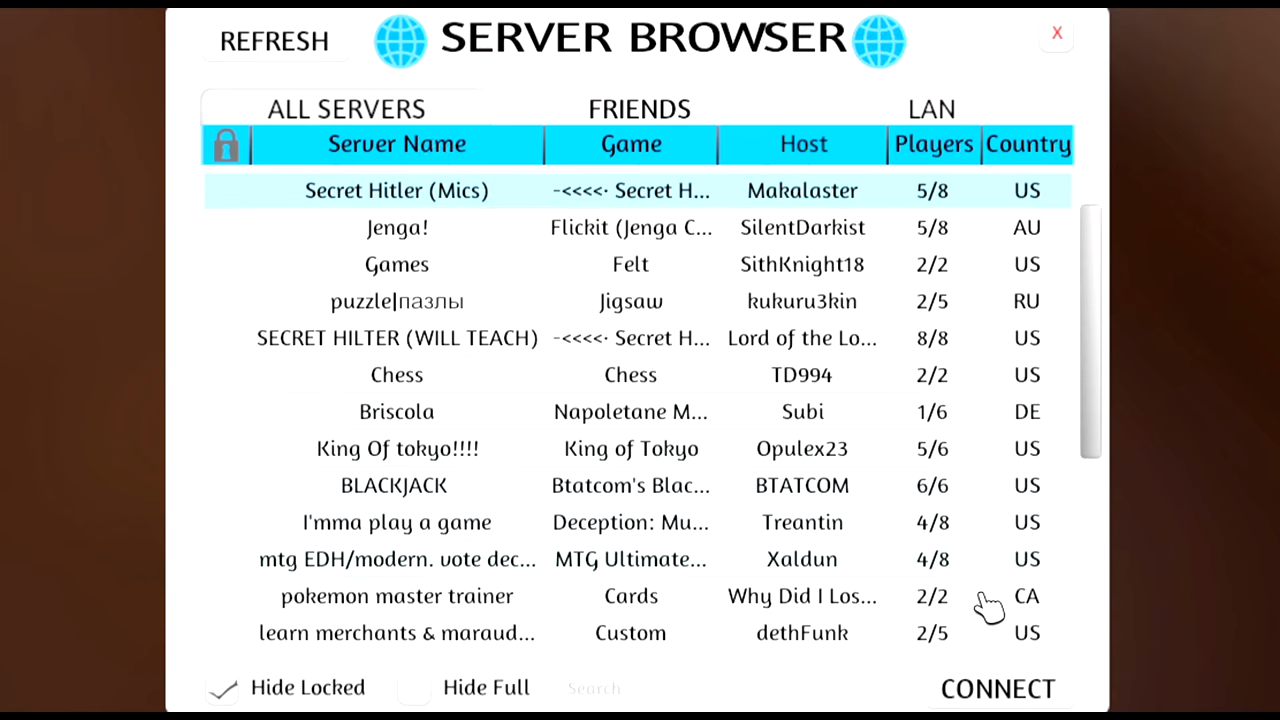 REFRESH SERVER BROWSER X
ALL SERVERS FRIENDS LAN
Server Name Game Host Players Country
Secret Hitler (Mics) -<<<<· Secret H... Makalaster 5/8 US
Jenga! Flickit (Jenga C... SilentDarkist 5/8 AU
Games Felt SithKnight18 2/2 US
puzzle|пазлы Jigsaw kukuru3kin 2/5 RU
SECRET HILTER (WILL TEACH) -<<<<· Secret H... Lord of the Lo... 8/8 US
Chess Chess TD994 2/2 US
Briscola Napoletane M... Subi 1/6 DE
King Of tokyo!!!! King of Tokyo Opulex23 5/6 US
BLACKJACK Btatcom's Blac... BTATCOM 6/6 US
I'mma play a game Deception: Mu... Treantin 4/8 US
mtg EDH/modern. vote dec... MTG Ultimate... Xaldun 4/8 US
pokemon master trainer Cards Why Did I Los... 2/2 CA
learn merchants & maraud... Custom dethFunk 2/5 US
Hide Locked Hide Full Search CONNECT